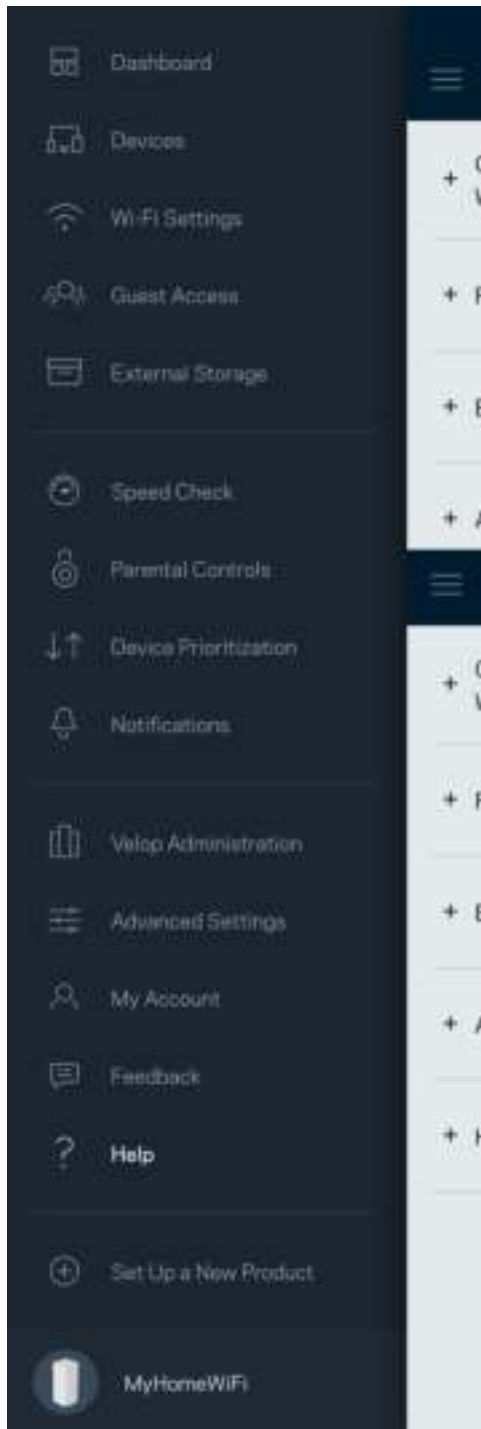 Dashboard
Devices
Wi-Fi Settings
Guest Access
External Storage
Speed Check
Parental Controls
Device Prioritization
Notifications
Velop Administration
Advanced Settings
My Account
Feedback
Help
Set Up a New Product
MyHomeWiFi